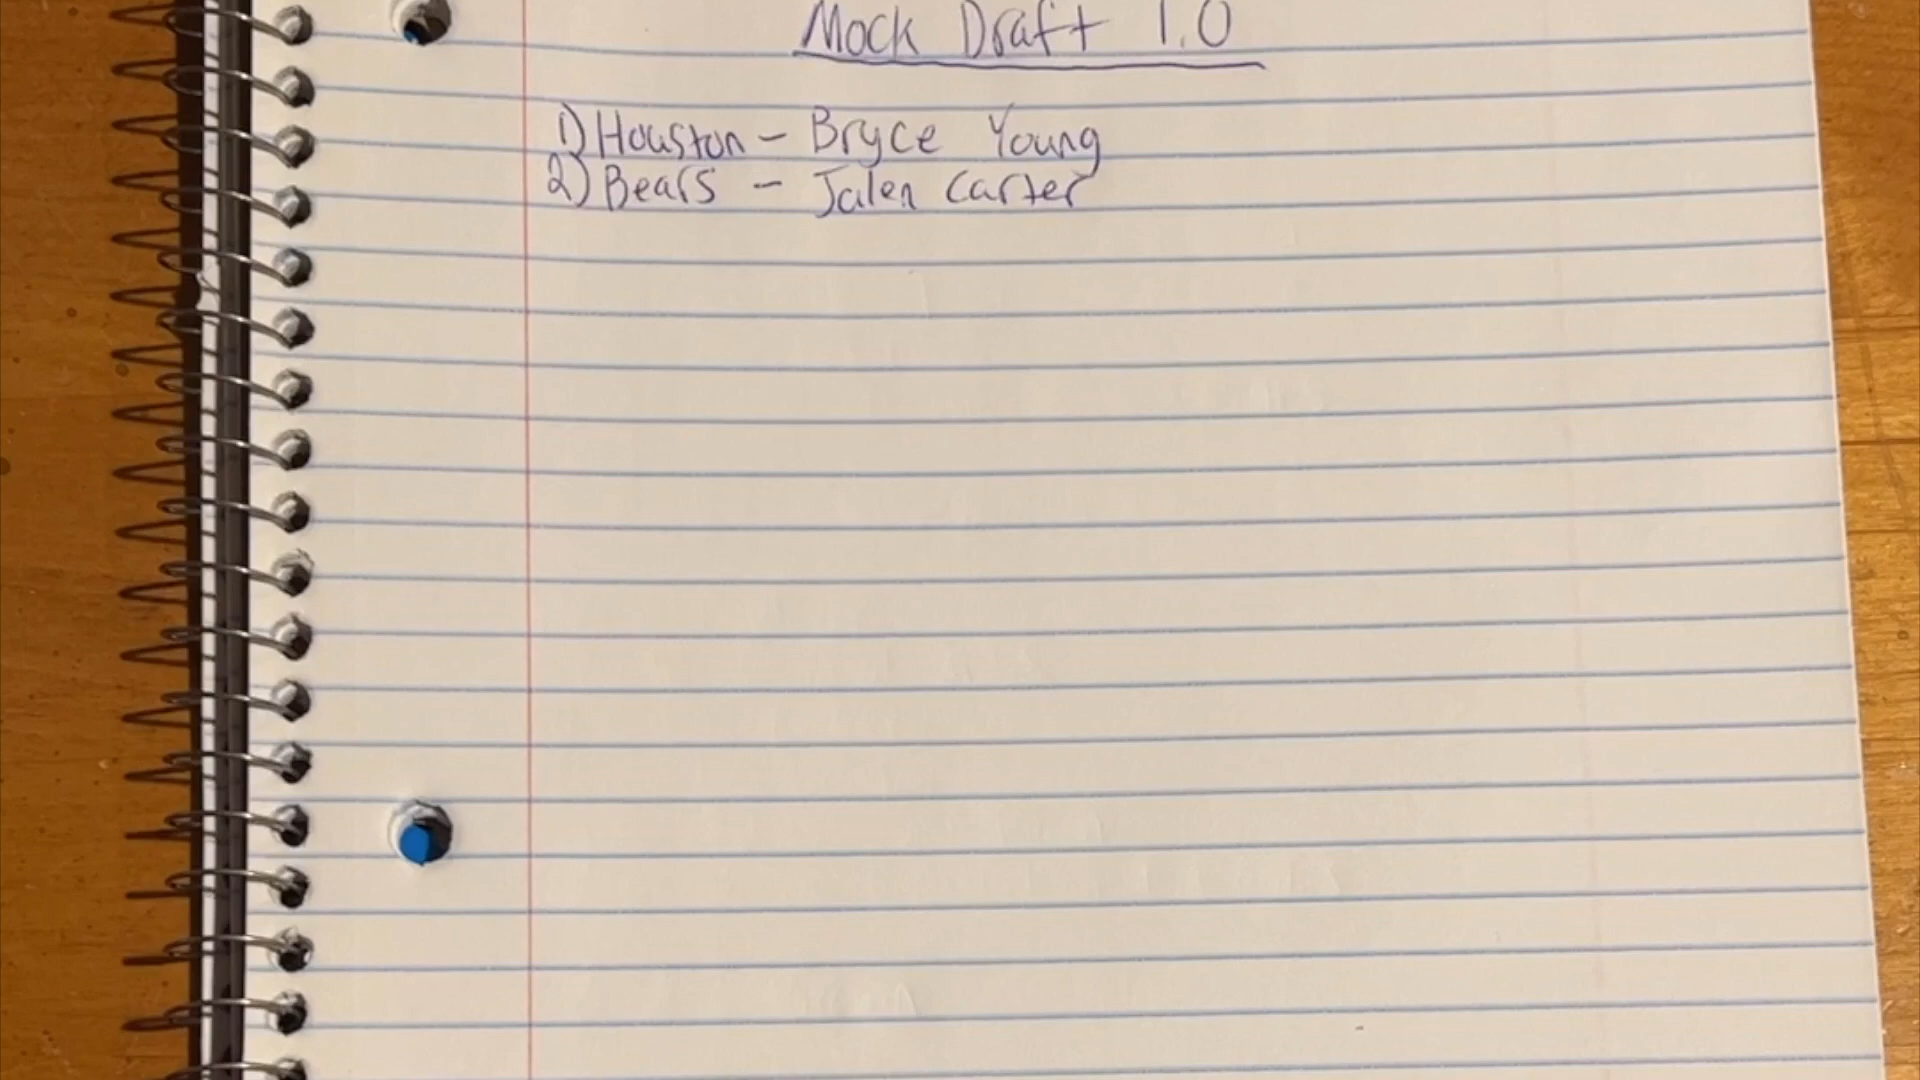 Mock Draft 1.0
1) Houston - Bryce Young
2) Bears - Jalen Carter